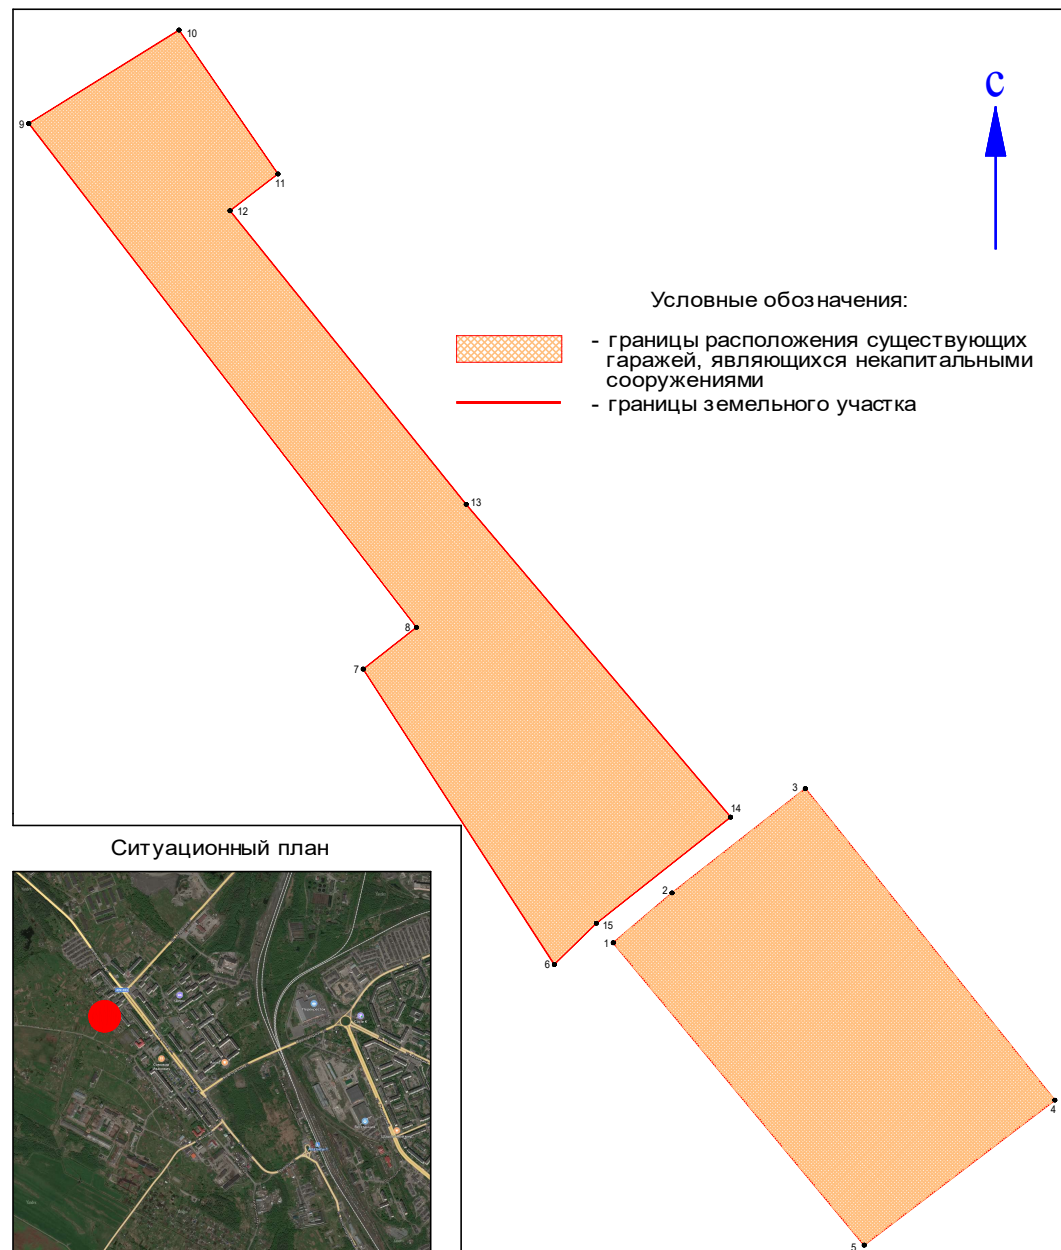 10
С
9
11
12
Условные обозначения:
- границы расположения существующих
гаражей, являющихся некапитальными
сооружениями
- границы земельного участка
13
8
7
3
14
2
15
1
6
4
5
Ситуационный план